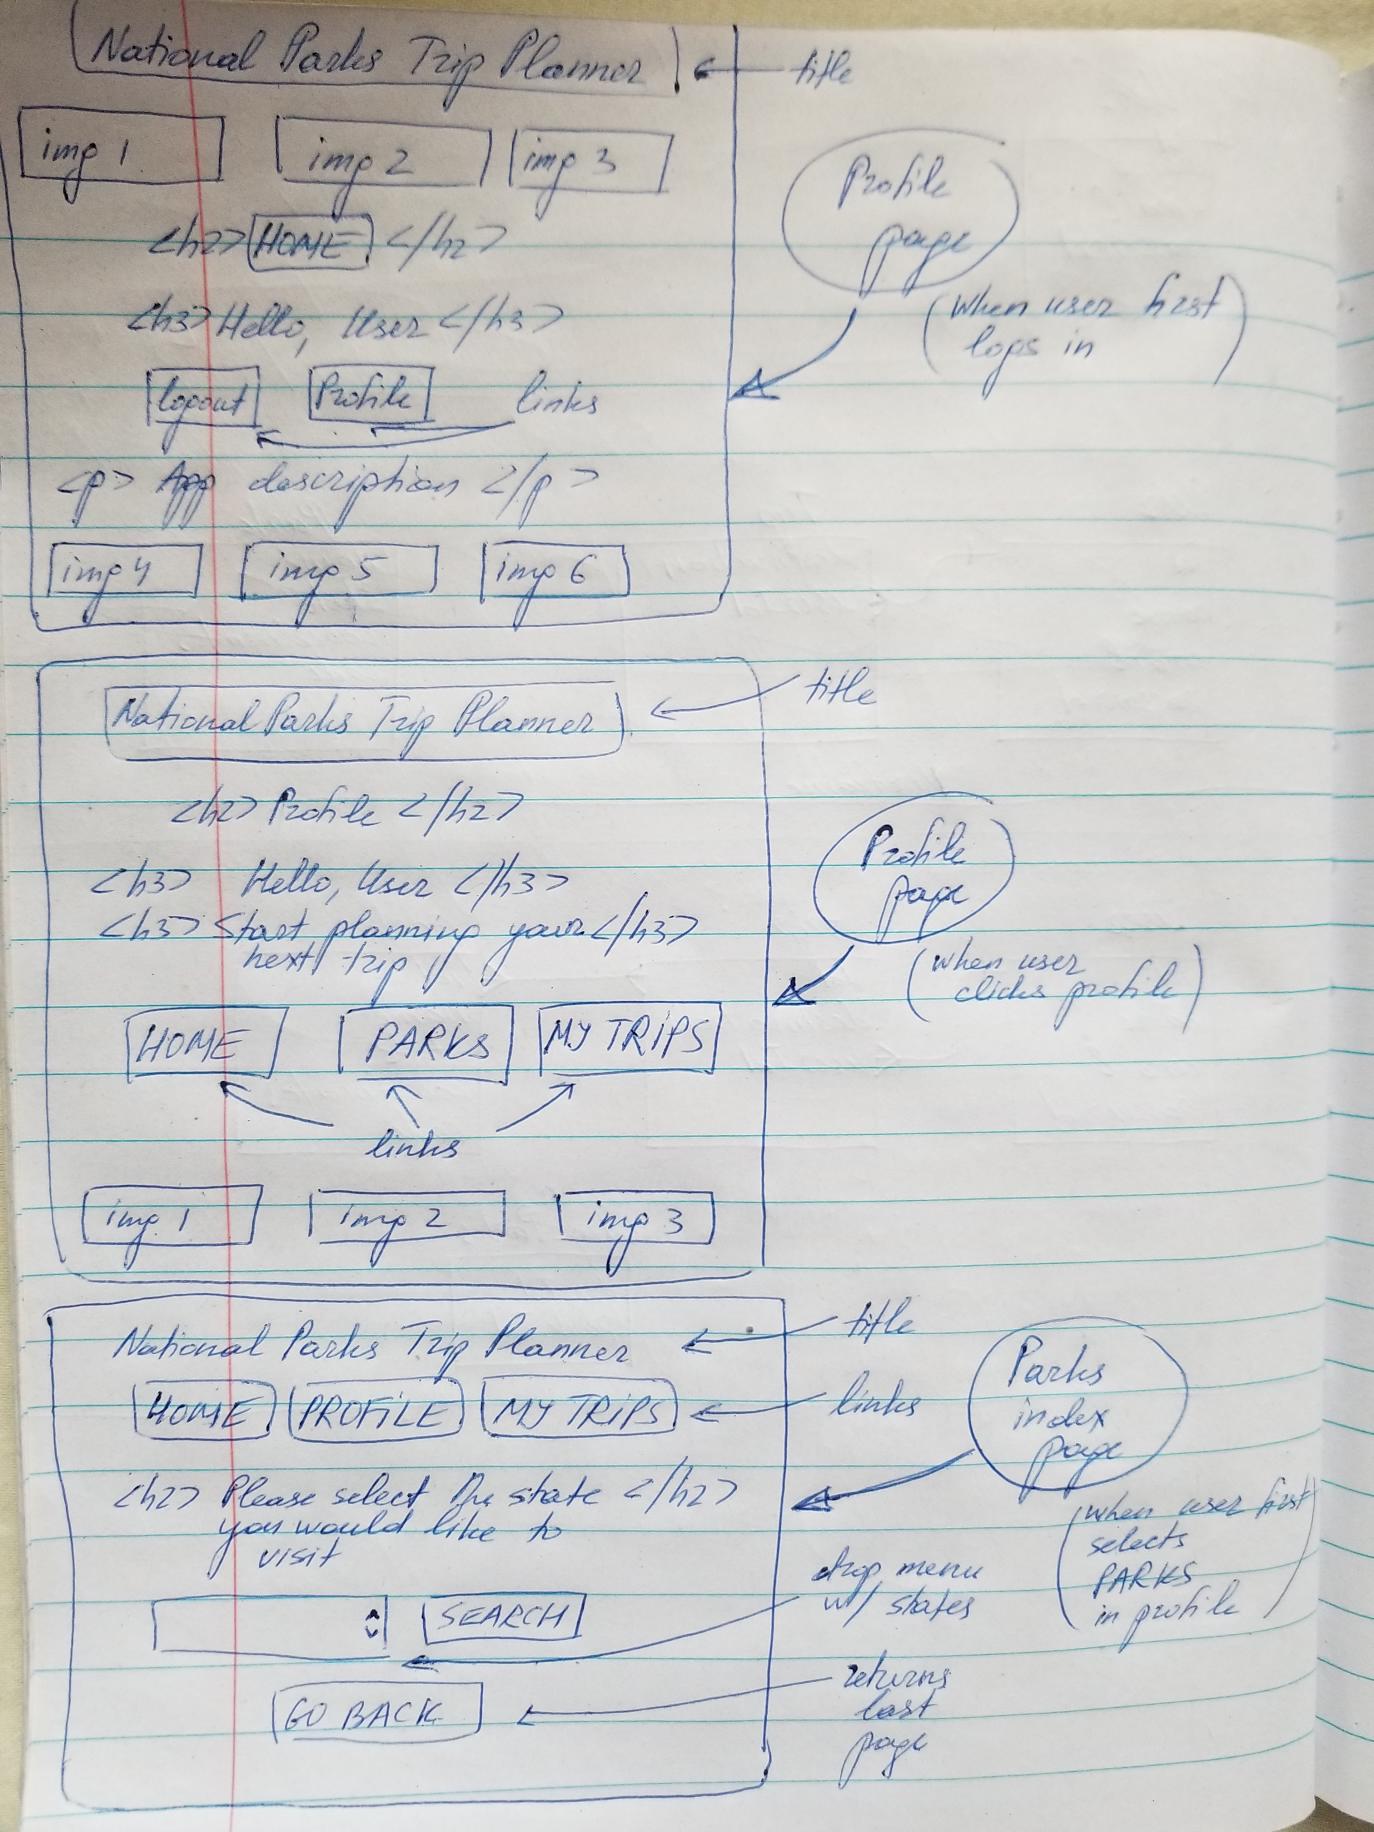 National Parks Trip Planner
title
img 1 img 2 img 3
Profile
page
<h2> HOME </h2>
(when user first
logs in)
<h3> Hello, User </h3>
logout Profile links
<p> App description </p>
img 4 img 5 img 6
title
National Parks Trip Planner
<h2> Profile </h2>
Profile
page
<h3> Hello, User </h3>
<h3> Start planning your </h3>
next trip
(when user
clicks profile)
HOME PARKS MY TRIPS
links
img 1 img 2 img 3
National Parks Trip Planner
title
HOME PROFILE MY TRIPS
links
Parks
index
page
<h2> Please select the state </h2>
you would like to
visit
(when user first
selects
PARKS
in profile)
drop menu
w/ states
SEARCH
GO BACK
returns
last
page